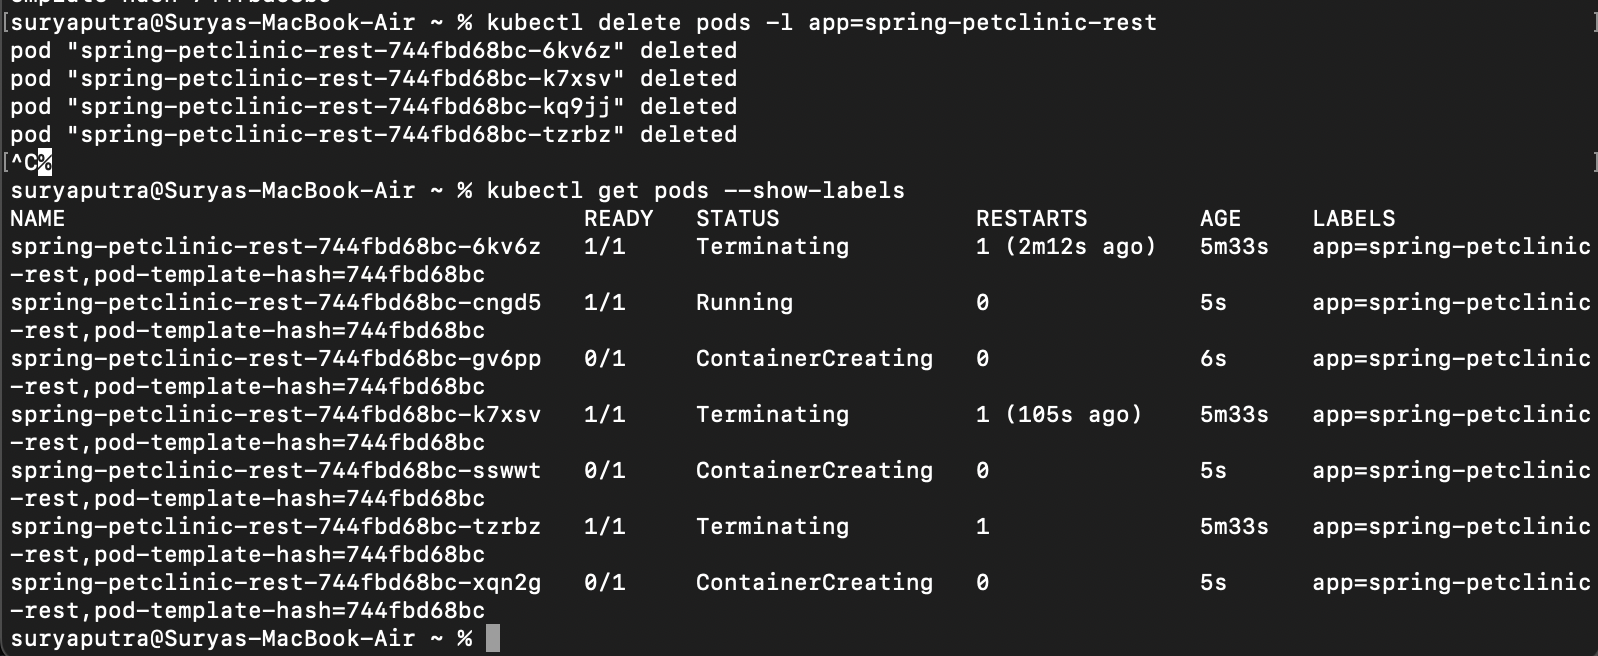 [suryaputra@Suryas-MacBook-Air ~ % kubectl delete pods -l app=spring-petclinic-rest ]
pod "spring-petclinic-rest-744fbd68bc-6kv6z" deleted
pod "spring-petclinic-rest-744fbd68bc-k7xsv" deleted
pod "spring-petclinic-rest-744fbd68bc-kq9jj" deleted
pod "spring-petclinic-rest-744fbd68bc-tzrbz" deleted
[^C% ]
suryaputra@Suryas-MacBook-Air ~ % kubectl get pods --show-labels
NAME READY STATUS RESTARTS AGE LABELS
spring-petclinic-rest-744fbd68bc-6kv6z 1/1 Terminating 1 (2m12s ago) 5m33s app=spring-petclinic
-rest,pod-template-hash=744fbd68bc
spring-petclinic-rest-744fbd68bc-cngd5 1/1 Running 0 5s app=spring-petclinic
-rest,pod-template-hash=744fbd68bc
spring-petclinic-rest-744fbd68bc-gv6pp 0/1 ContainerCreating 0 6s app=spring-petclinic
-rest,pod-template-hash=744fbd68bc
spring-petclinic-rest-744fbd68bc-k7xsv 1/1 Terminating 1 (105s ago) 5m33s app=spring-petclinic
-rest,pod-template-hash=744fbd68bc
spring-petclinic-rest-744fbd68bc-sswwt 0/1 ContainerCreating 0 5s app=spring-petclinic
-rest,pod-template-hash=744fbd68bc
spring-petclinic-rest-744fbd68bc-tzrbz 1/1 Terminating 1 5m33s app=spring-petclinic
-rest,pod-template-hash=744fbd68bc
spring-petclinic-rest-744fbd68bc-xqn2g 0/1 ContainerCreating 0 5s app=spring-petclinic
-rest,pod-template-hash=744fbd68bc
suryaputra@Suryas-MacBook-Air ~ %